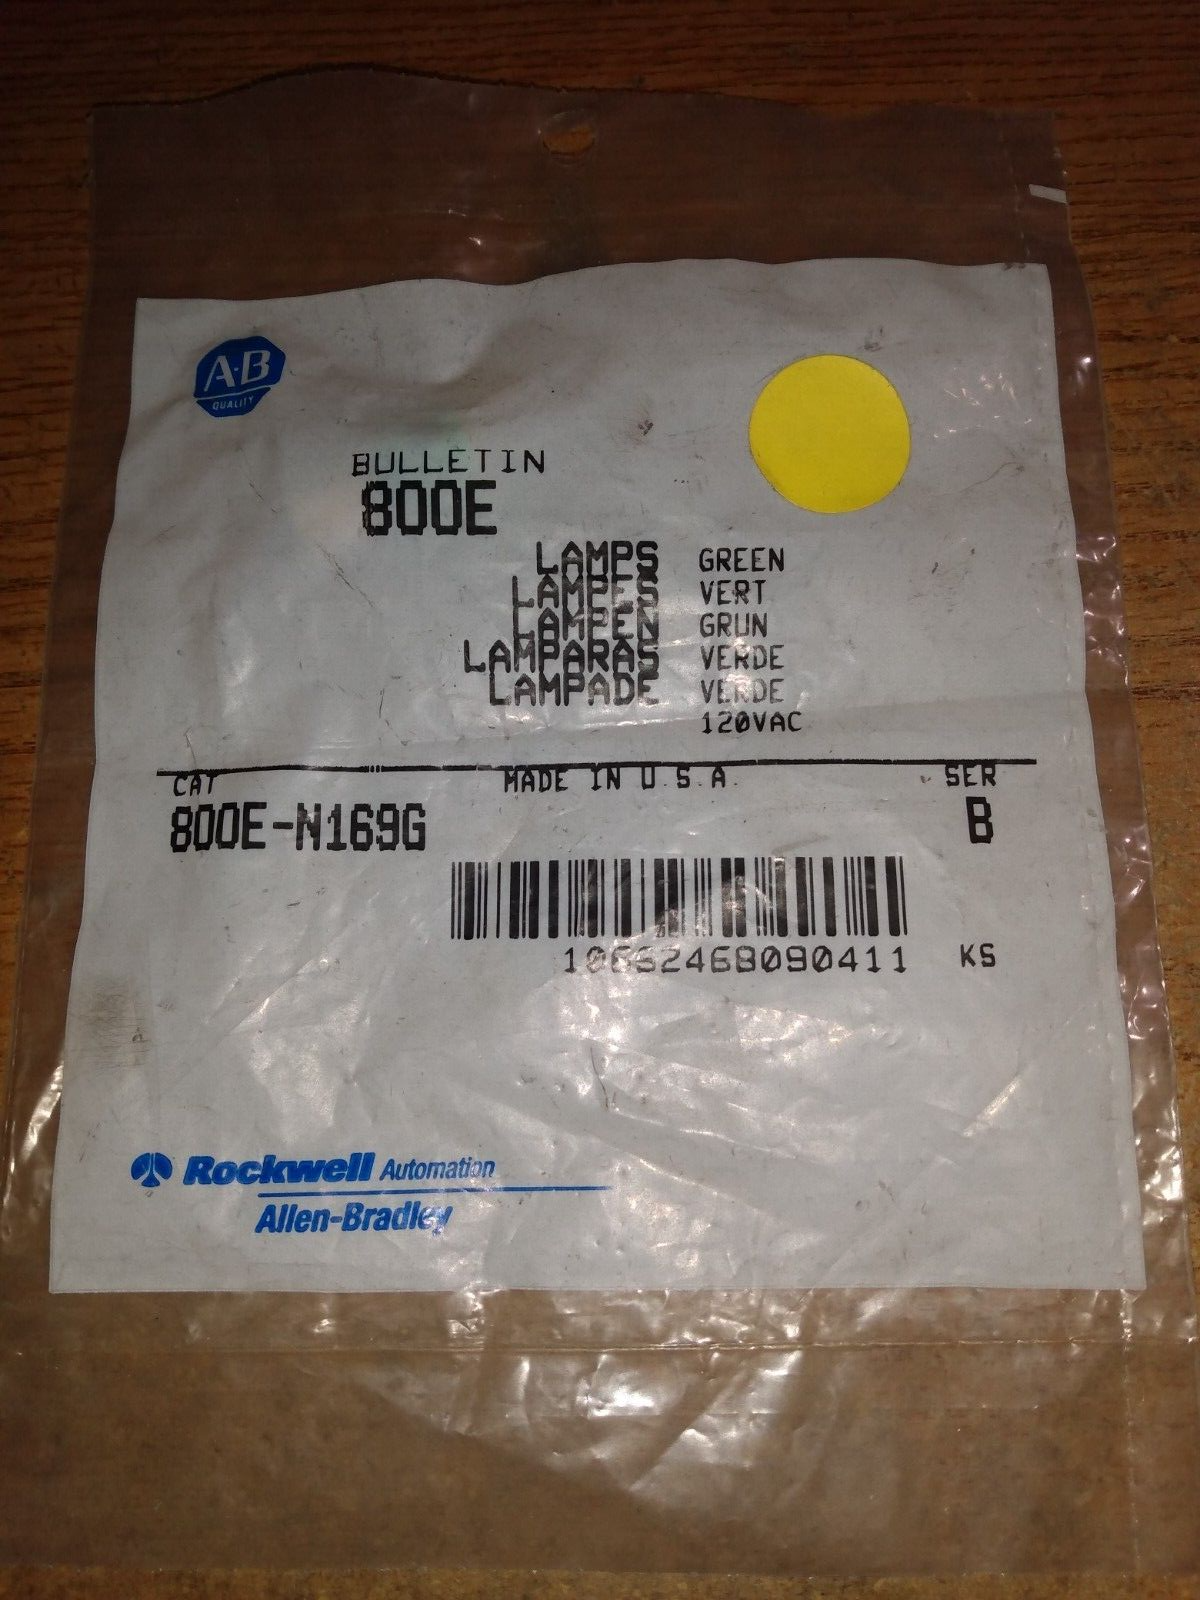 A·B
QUALITY
BULLETIN
800E
LAMPS GREEN
LAMPES VERT
LAMPEN GRUN
LAMPARAS VERDE
LAMPADE VERDE
120VAC
CAT MADE IN U.S.A. SER
800E-N169G B
10662468090411 KS
Rockwell Automation
Allen-Bradley